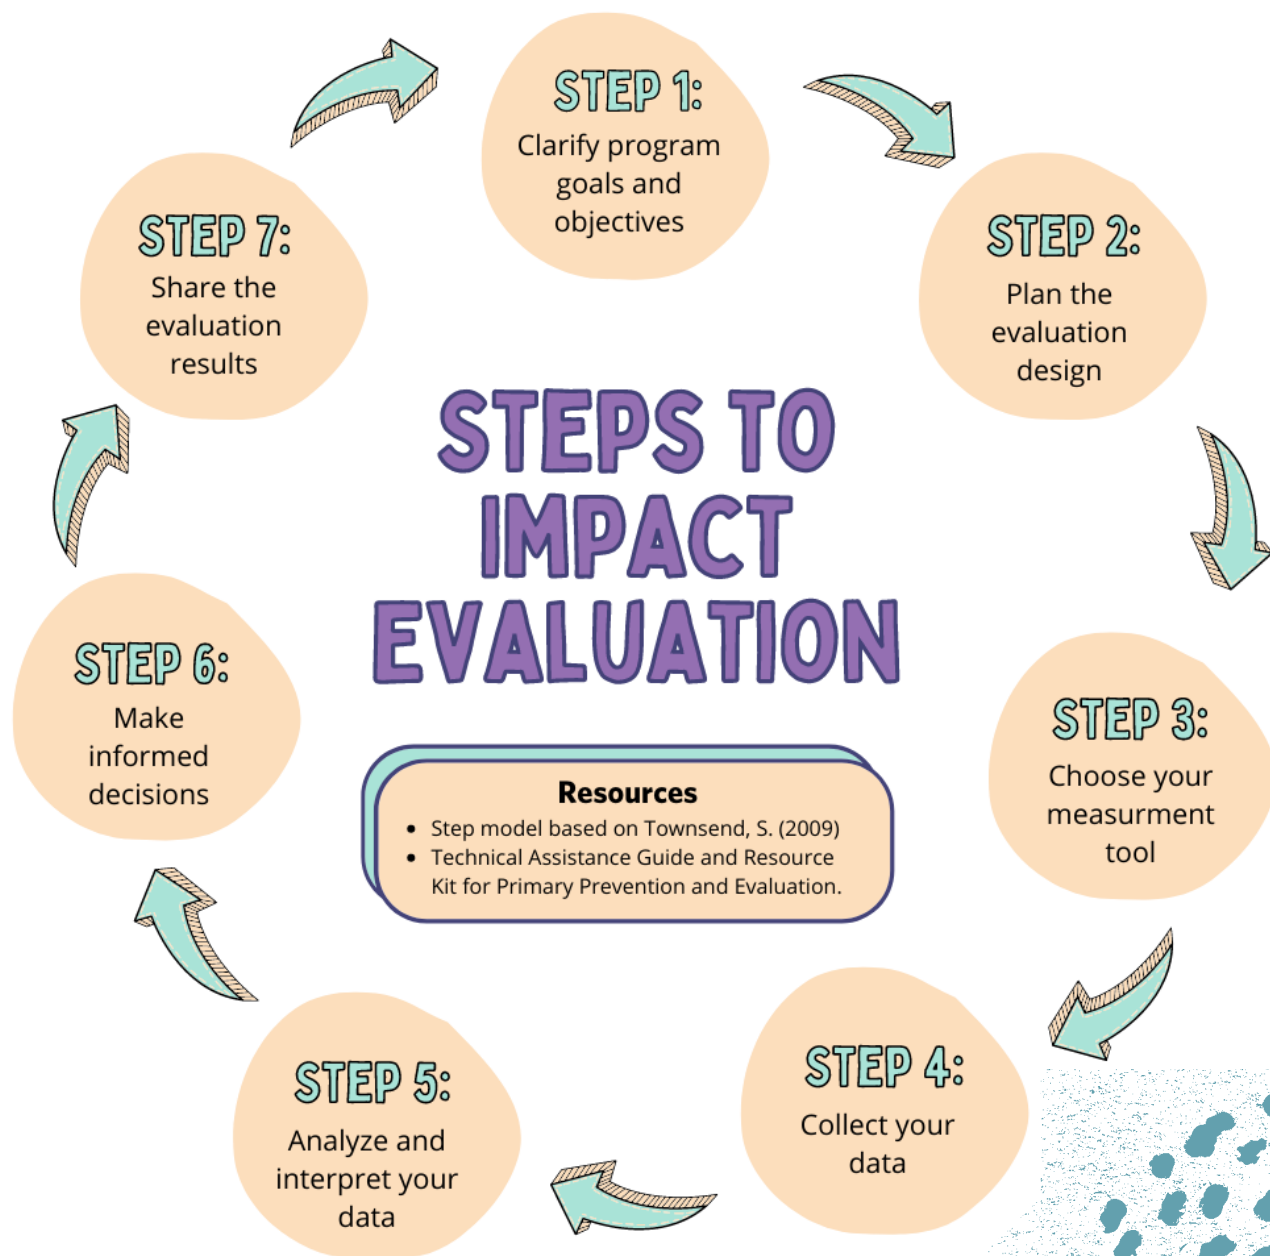 STEP 1:
Clarify program
goals and
objectives
STEP 2:
Plan the
evaluation
design
STEP 3:
Choose your
measurment
tool
STEP 4:
Collect your
data
STEP 5:
Analyze and
interpret your
data
STEP 6:
Make
informed
decisions
STEP 7:
Share the
evaluation
results
STEPS TO
IMPACT
EVALUATION
Resources
• Step model based on Townsend, S. (2009)
• Technical Assistance Guide and Resource
Kit for Primary Prevention and Evaluation.